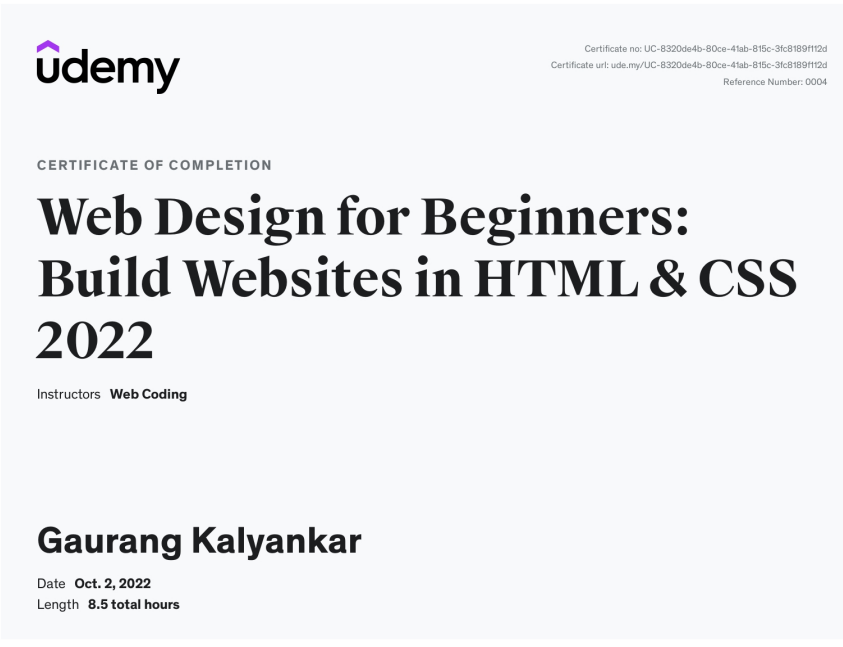 udemy
Certificate no: UC-8320de4b-80ce-41ab-815c-3fc8189f112d
Certificate url: ude.my/UC-8320de4b-80ce-41ab-815c-3fc8189f112d
Reference Number: 0004
CERTIFICATE OF COMPLETION
Web Design for Beginners:
Build Websites in HTML & CSS
2022
Instructors Web Coding
Gaurang Kalyankar
Date Oct. 2, 2022
Length 8.5 total hours